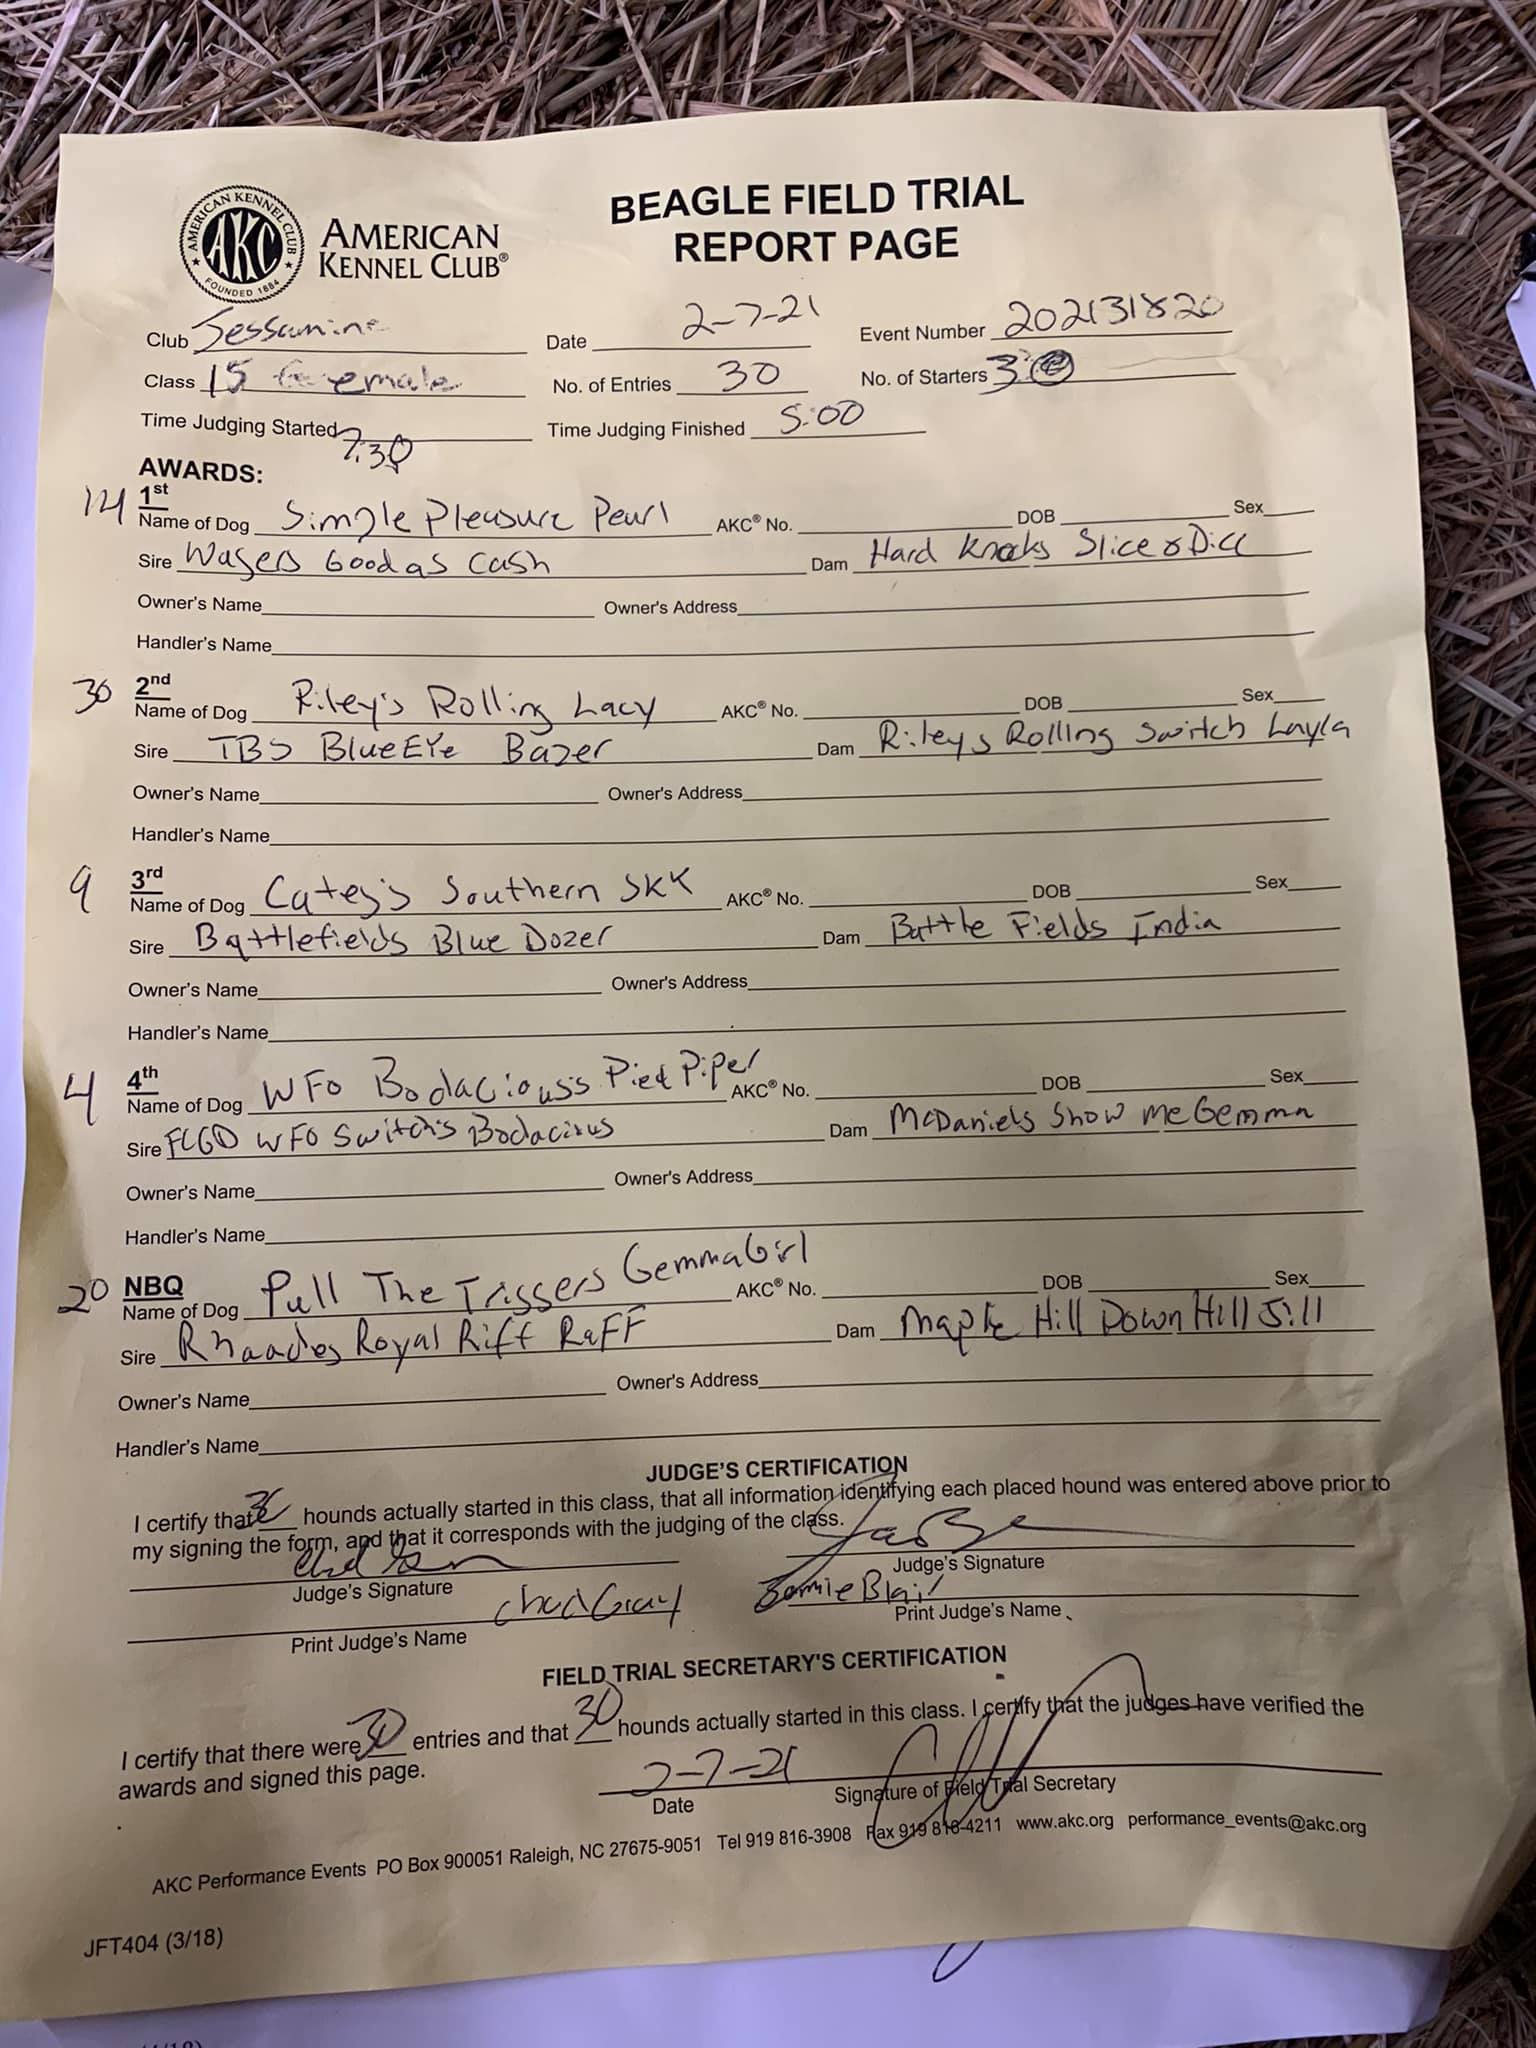 AMERICAN KENNEL CLUB
AKC
FOUNDED 1884
AMERICAN
KENNEL CLUB®
BEAGLE FIELD TRIAL
REPORT PAGE
Club Jessamine Date 2-7-21 Event Number 202131820
Class 15 Female No. of Entries 30 No. of Starters 30
Time Judging Started 7:30 Time Judging Finished 5:00
AWARDS:
14 1st
Name of Dog Simple Pleasure Pearl AKC® No. DOB Sex
Sire Wagers Good as Cash Dam Hard Knocks Slice & Dice
Owner's Name Owner's Address
Handler's Name
30 2nd
Name of Dog Riley's Rolling Lacy AKC® No. DOB Sex
Sire TBS BlueEYe Bazer Dam Rileys Rolling Switch Layla
Owner's Name Owner's Address
Handler's Name
9 3rd
Name of Dog Southern SKK AKC® No. DOB Sex
Sire Battlefields Blue Dozer Dam Battle Fields India
Owner's Name Owner's Address
Handler's Name
4 4th
Name of Dog WFO Bodacious's Pied Piper AKC® No. DOB Sex
Sire FCGD WFO Switch's Bodacious Dam McDaniels Show Me Gemma
Owner's Name Owner's Address
Handler's Name
20 NBQ
Name of Dog Pull The Triggers Gemma Girl AKC® No. DOB Sex
Sire Royal Riff Raff Dam Maple Hill Down Hill Jill
Owner's Name Owner's Address
Handler's Name
JUDGE'S CERTIFICATION
I certify that 30 hounds actually started in this class, that all information identifying each placed hound was entered above prior to
my signing the form, and that it corresponds with the judging of the class.
Judge's Signature Judge's Signature
Chad Gray Jamie Blair
Print Judge's Name Print Judge's Name
FIELD TRIAL SECRETARY'S CERTIFICATION
I certify that there were 30 entries and that 30 hounds actually started in this class. I certify that the judges have verified the
awards and signed this page.
2-7-21
Date Signature of Field Trial Secretary
AKC Performance Events PO Box 900051 Raleigh, NC 27675-9051 Tel 919 816-3908 Fax 919 816-4211 www.akc.org performance_events@akc.org
JFT404 (3/18)